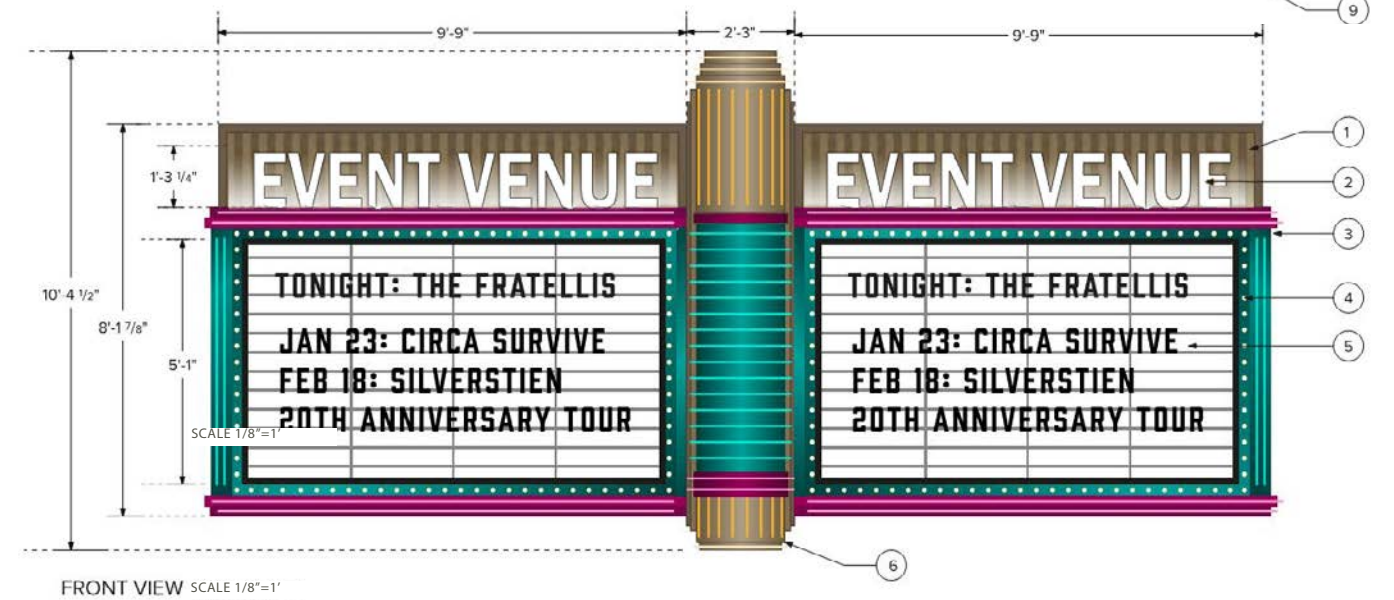 9
9'-9" 2'-3" 9'-9"
1
EVENT VENUE EVENT VENUE
1'-3 1/4"
2
3
TONIGHT: THE FRATELLIS TONIGHT: THE FRATELLIS
10'-4 1/2"
4
8'-1 7/8"
JAN 23: CIRCA SURVIVE JAN 23: CIRCA SURVIVE
5
5'-1"
FEB 18: SILVERSTIEN FEB 18: SILVERSTIEN
20TH ANNIVERSARY TOUR 20TH ANNIVERSARY TOUR
SCALE 1/8"=1'
6
FRONT VIEW SCALE 1/8"=1'